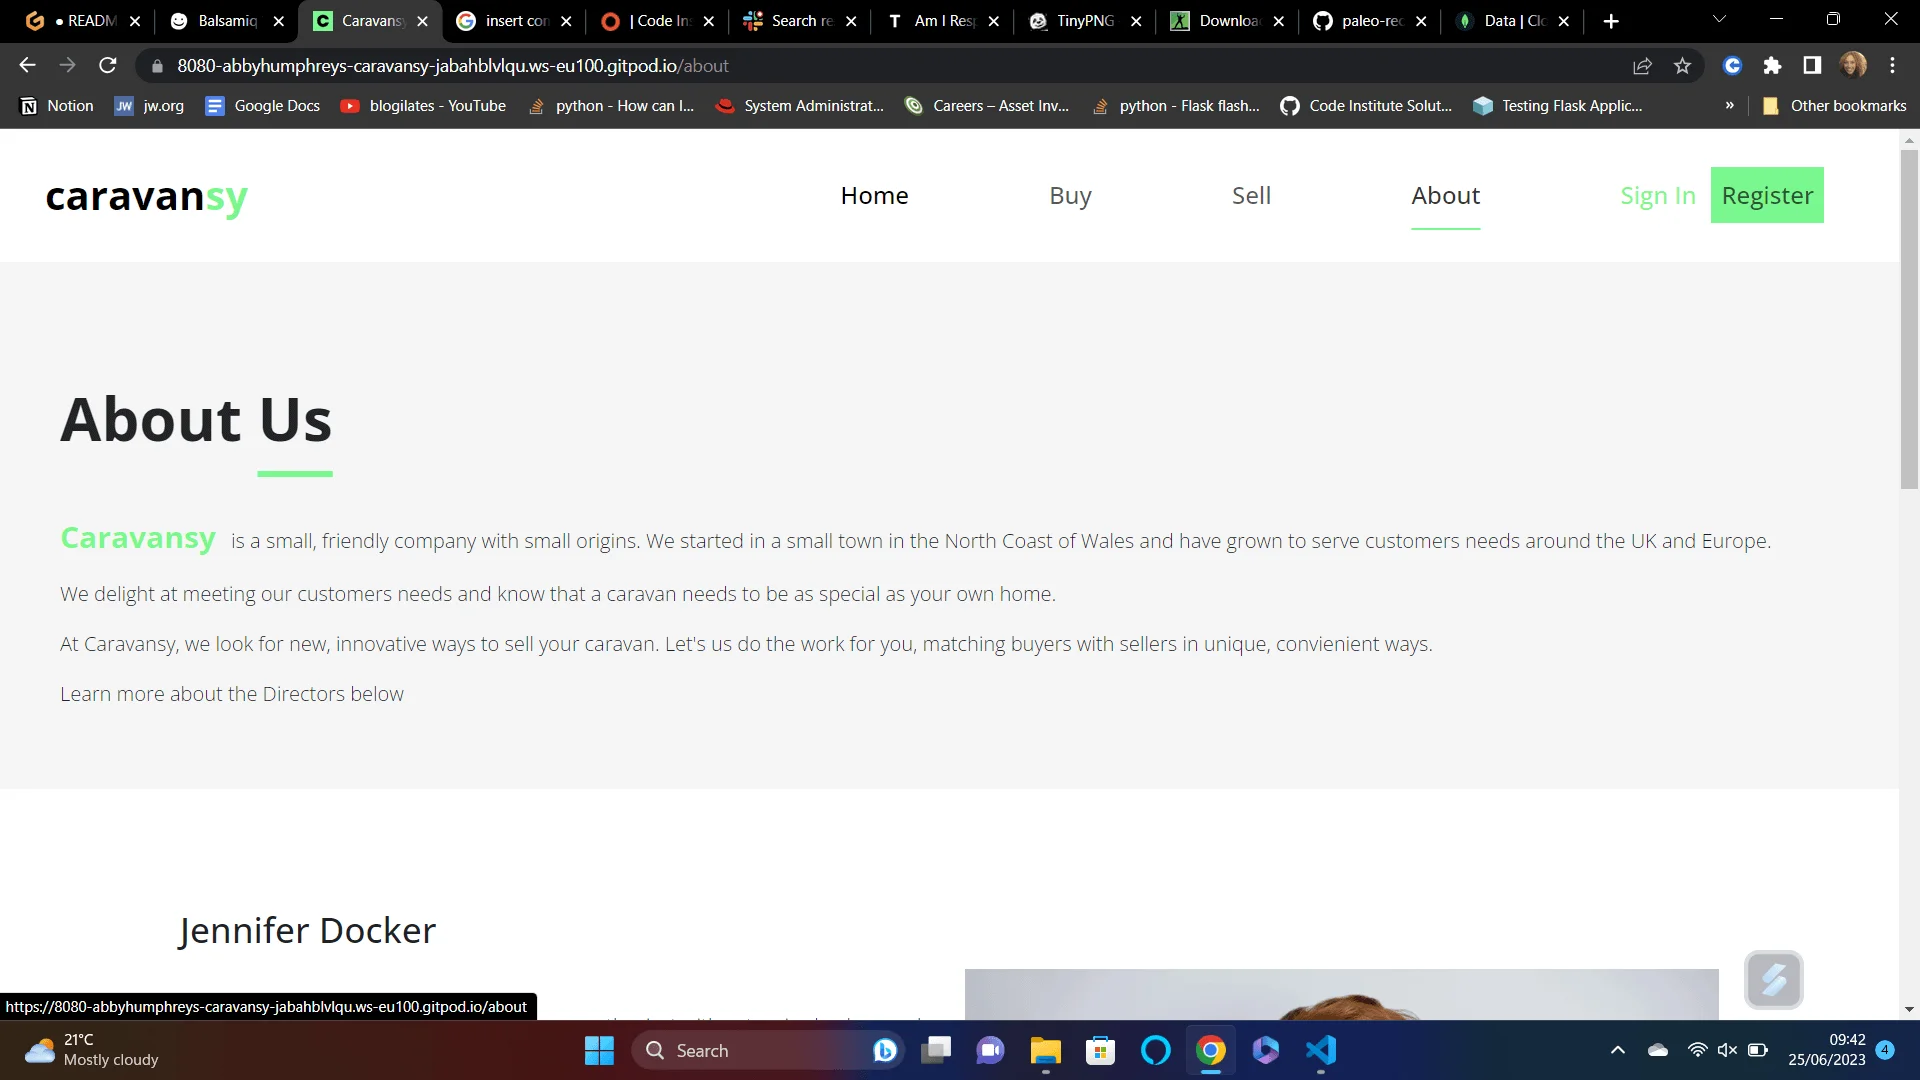 ● READM
Balsamiq
Caravans
insert con
| Code Ins
Search re
Am I Resp
TinyPNG
Downloa
paleo-rec
Data | Clo
8080-abbyhumphreys-caravansy-jabahblvlqu.ws-eu100.gitpod.io/about
Notion
jw.org
Google Docs
blogilates - YouTube
python - How can I...
System Administrat...
Careers – Asset Inv...
python - Flask flash...
Code Institute Solut...
Testing Flask Applic...
»
Other bookmarks
caravansy
Home
Buy
Sell
About
Sign In
Register
About Us
Caravansy is a small, friendly company with small origins. We started in a small town in the North Coast of Wales and have grown to serve customers needs around the UK and Europe.
We delight at meeting our customers needs and know that a caravan needs to be as special as your own home.
At Caravansy, we look for new, innovative ways to sell your caravan. Let's us do the work for you, matching buyers with sellers in unique, convienient ways.
Learn more about the Directors below
Jennifer Docker
https://8080-abbyhumphreys-caravansy-jabahblvlqu.ws-eu100.gitpod.io/about
21°C
Mostly cloudy
Search
09:42
25/06/2023
4